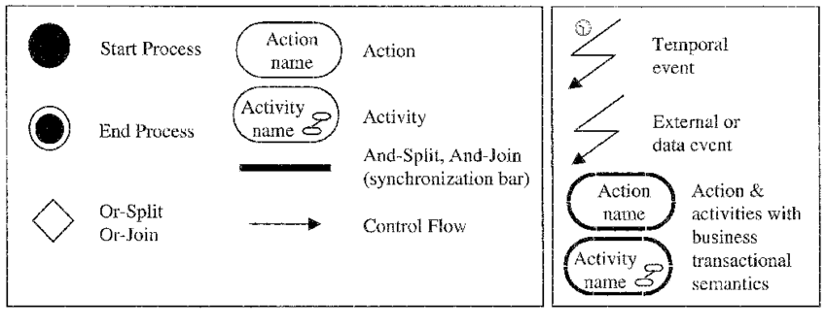 Start Process
Action
name
Action
End Process
Activity
name
Activity
And-Split, And-Join
(synchronization bar)
Or-Split
Or-Join
Control Flow
Temporal
event
External or
data event
Action
name
Activity
name
Action &
activities with
business
transactional
semantics